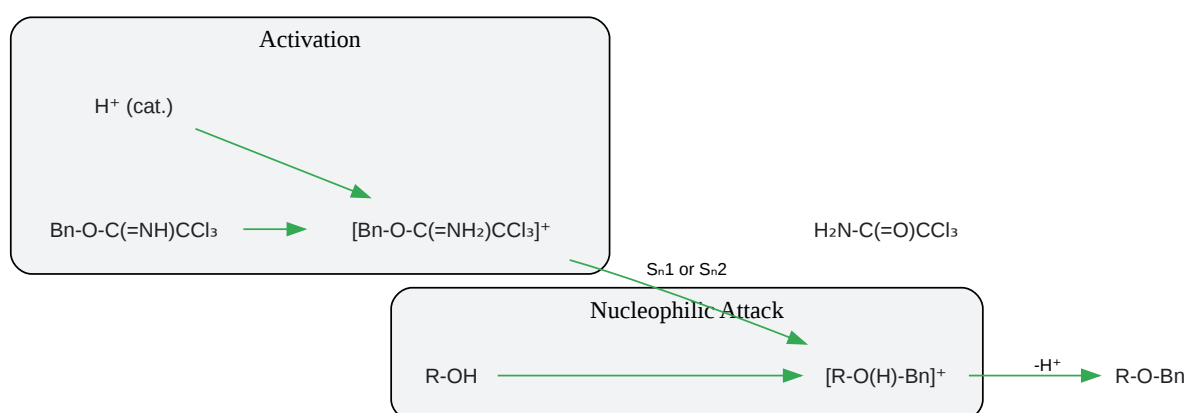 Activation
H⁺ (cat.)
Bn-O-C(=NH)CCl₃
[Bn-O-C(=NH₂)CCl₃]⁺
H₂N-C(=O)CCl₃
Sₙ1 or Sₙ2
Nucleophilic Attack
R-OH
[R-O(H)-Bn]⁺
-H⁺
R-O-Bn